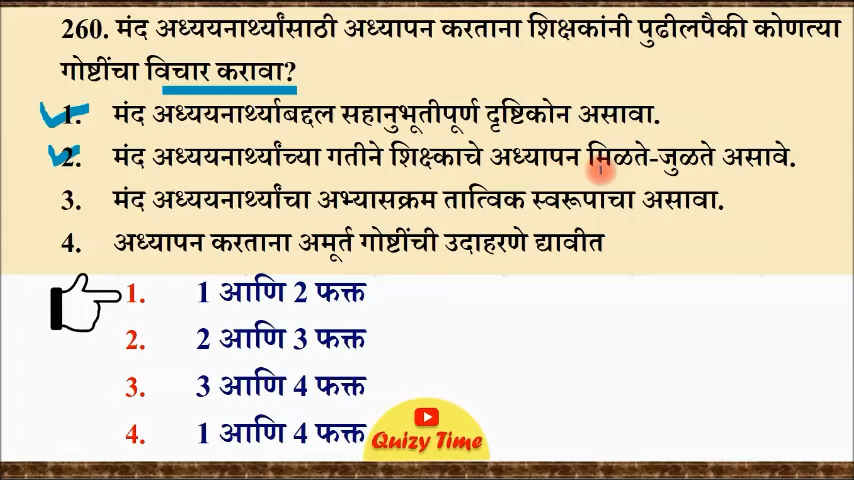 260. मंद अध्ययनार्थ्यांसाठी अध्यापन करताना शिक्षकांनी पुढीलपैकी कोणत्या
गोष्टींचा विचार करावा?
1. मंद अध्ययनार्थ्याबद्दल सहानुभूतीपूर्ण दृष्टिकोन असावा.
2. मंद अध्ययनार्थ्यांच्या गतीने शिक्ष्काचे अध्यापन मिळते-जुळते असावे.
3. मंद अध्ययनार्थ्यांचा अभ्यासक्रम तात्विक स्वरूपाचा असावा.
4. अध्यापन करताना अमूर्त गोष्टींची उदाहरणे द्यावीत
1. 1 आणि 2 फक्त
2. 2 आणि 3 फक्त
3. 3 आणि 4 फक्त
4. 1 आणि 4 फक्त
Quizy Time